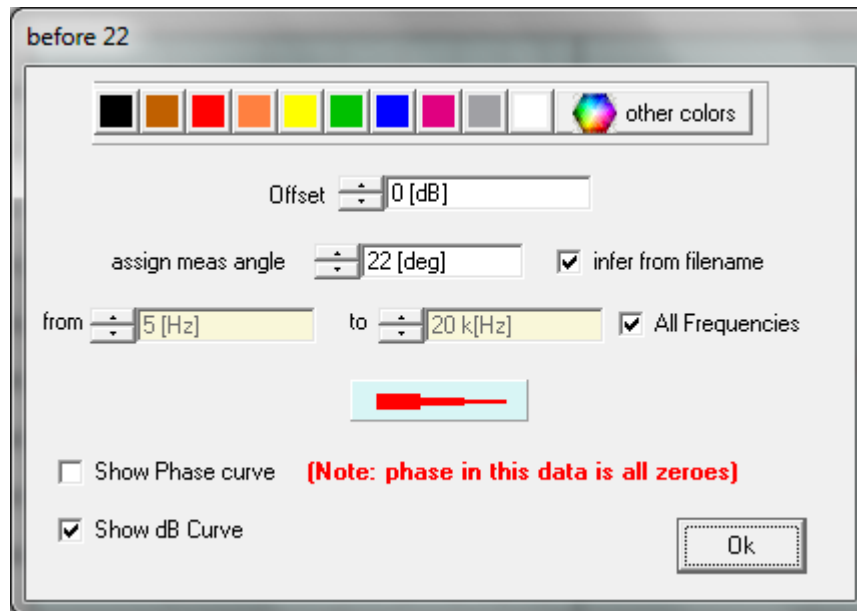 before 22
other colors
Offset 0 [dB]
assign meas angle 22 [deg] infer from filename
from 5 [Hz] to 20 k[Hz] All Frequencies
Show Phase curve (Note: phase in this data is all zeroes)
Show dB Curve
Ok